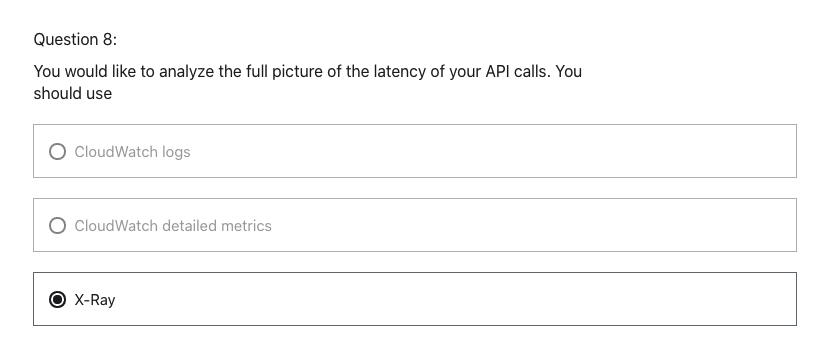 Question 8:
You would like to analyze the full picture of the latency of your API calls. You
should use
CloudWatch logs
CloudWatch detailed metrics
X-Ray